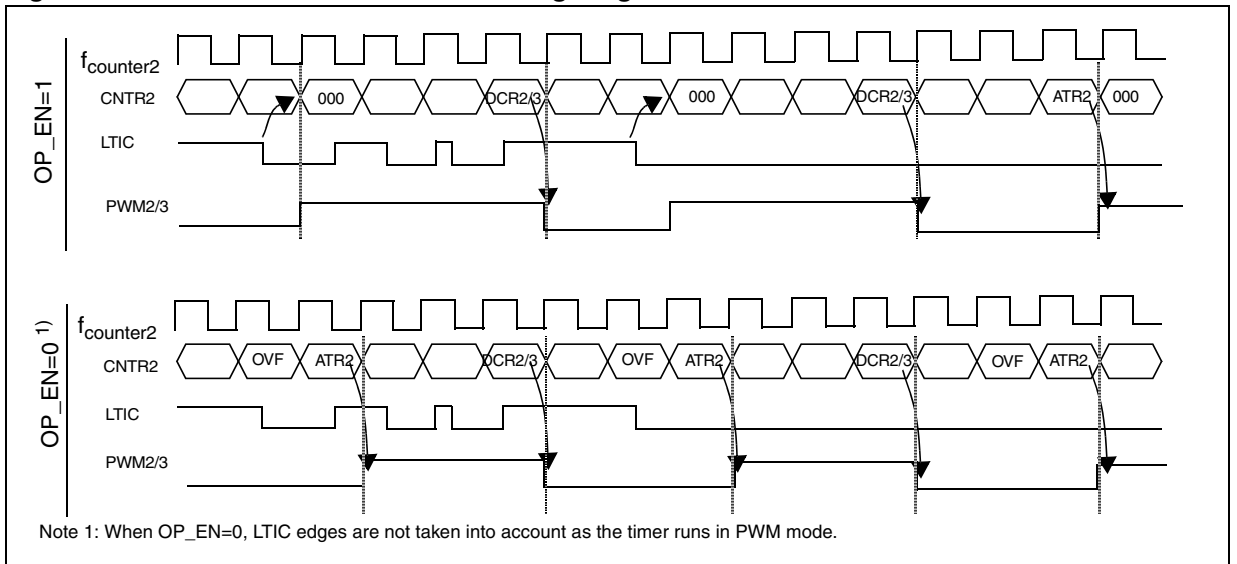 OP_EN=1
fcounter2
CNTR2
000
DCR2/3
000
DCR2/3
ATR2
000
LTIC
PWM2/3
OP_EN=0 1)
fcounter2
CNTR2
OVF
ATR2
DCR2/3
OVF
ATR2
DCR2/3
OVF
ATR2
LTIC
PWM2/3
Note 1: When OP_EN=0, LTIC edges are not taken into account as the timer runs in PWM mode.